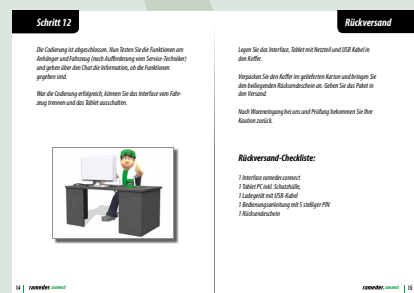 Schritt 12
Die Codierung ist abgeschlossen. Nun Testen Sie die Funktionen am
Anhänger und Fahrzeug (nach Aufforderung vom Service-Techniker)
und geben über den Chat die Information, ob die Funktionen
gegeben sind.
War die Codierung erfolgreich, können Sie das Interface vom Fahr-
zeug trennen und das Tablet ausschalten.
14 | rameder.connect
Rückversand
Legen Sie das Interface, Tablet mit Netzteil und USB Kabel in
den Koffer.
Verpacken Sie den Koffer im gelieferten Karton und bringen Sie
den beiliegenden Rücksendeschein an. Geben Sie das Paket in
den Versand.
Nach Wareneingang bei uns und Prüfung bekommen Sie Ihre
Kaution zurück.
Rückversand-Checkliste:
1 Interface rameder.connect
1 Tablet PC inkl. Schutzhülle,
1 Ladegerät mit USB-Kabel
1 Bedienungsanleitung mit 5 stelliger PIN
1 Rücksendeschein
rameder.connect | 15